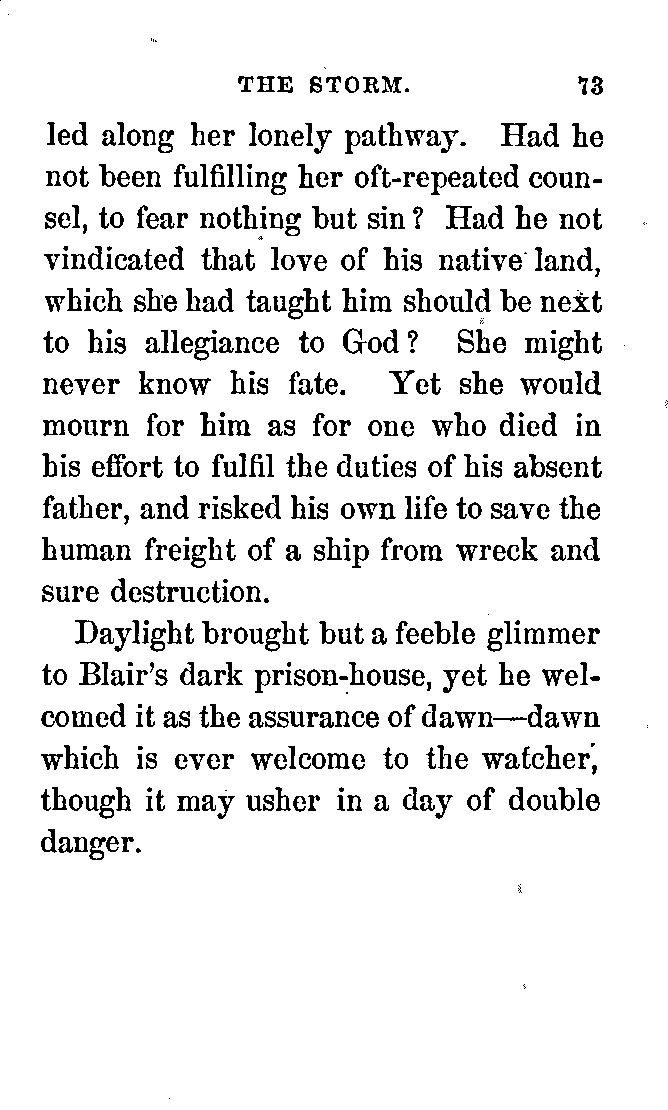 THE STORM. 73
led along her lonely pathway. Had he
not been fulfilling her oft-repeated coun-
sel, to fear nothing but sin? Had he not
vindicated that love of his native land,
which she had taught him should be next
to his allegiance to God? She might
never know his fate. Yet she would
mourn for him as for one who died in
his effort to fulfil the duties of his absent
father, and risked his own life to save the
human freight of a ship from wreck and
sure destruction.
Daylight brought but a feeble glimmer
to Blair's dark prison-house, yet he wel-
comed it as the assurance of dawn—dawn
which is ever welcome to the watcher,
though it may usher in a day of double
danger.